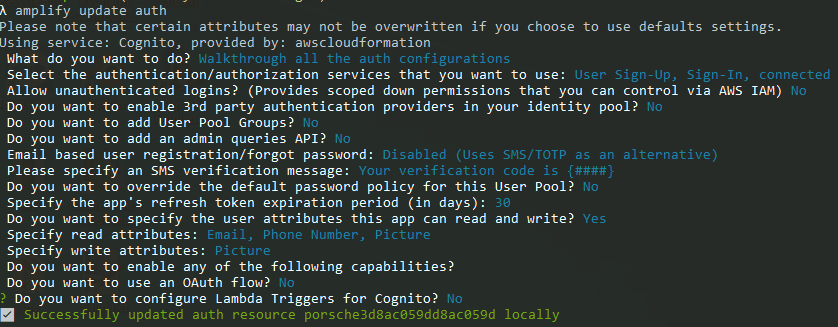 λ amplify update auth
Please note that certain attributes may not be overwritten if you choose to use defaults settings.
Using service: Cognito, provided by: awscloudformation
What do you want to do? Walkthrough all the auth configurations
Select the authentication/authorization services that you want to use: User Sign-Up, Sign-In, connected
Allow unauthenticated logins? (Provides scoped down permissions that you can control via AWS IAM) No
Do you want to enable 3rd party authentication providers in your identity pool? No
Do you want to add User Pool Groups? No
Do you want to add an admin queries API? No
Email based user registration/forgot password: Disabled (Uses SMS/TOTP as an alternative)
Please specify an SMS verification message: Your verification code is {####}
Do you want to override the default password policy for this User Pool? No
Specify the app's refresh token expiration period (in days): 30
Do you want to specify the user attributes this app can read and write? Yes
Specify read attributes: Email, Phone Number, Picture
Specify write attributes: Picture
Do you want to enable any of the following capabilities?
Do you want to use an OAuth flow? No
? Do you want to configure Lambda Triggers for Cognito? No
✓ Successfully updated auth resource porsche3d8ac059dd8ac059d locally